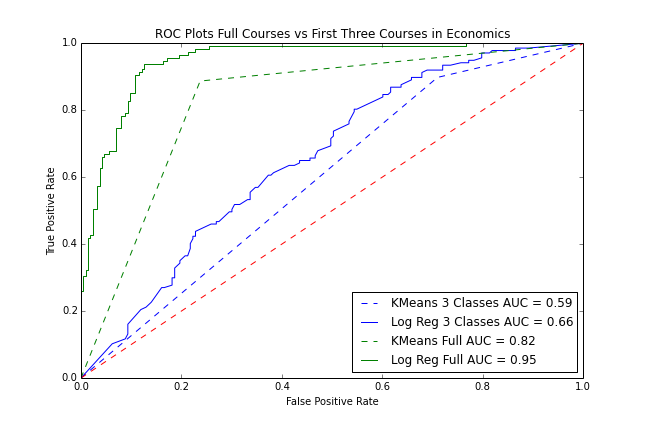 ROC Plots Full Courses vs First Three Courses in Economics
1.0
0.8
0.6
0.4
0.2
0.0
True Positive Rate
0.0 0.2 0.4 0.6 0.8 1.0
False Positive Rate
KMeans 3 Classes AUC = 0.59
Log Reg 3 Classes AUC = 0.66
KMeans Full AUC = 0.82
Log Reg Full AUC = 0.95